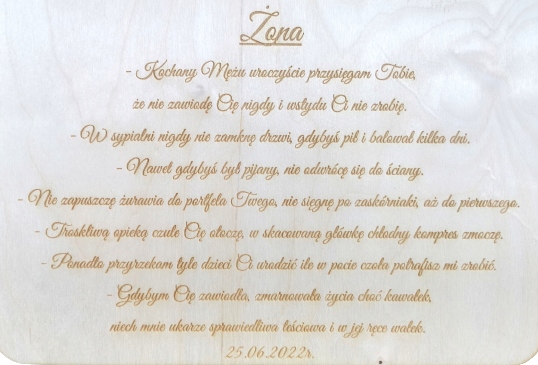 Żona
- Kochany Mężu uroczyście przysięgam Tobie,
że nie zawiodę Cię nigdy i wstydu Ci nie zrobię.
- W sypialni nigdy nie zamknę drzwi, gdybyś pił i balował kilka dni.
- Nawet gdybyś był pijany, nie odwrócę się do ściany.
- Nie zapuszczę żurawia do portfela Twego, nie sięgnę po zaskórniaki, aż do pierwszego.
- Troskliwą opieką czule Cię otoczę, w skacowaną główkę chłodny kompres zmoczę.
- Ponadto przyrzekam tyle dzieci Ci urodzić ile w pocie czoła potrafisz mi zrobić.
- Gdybym Cię zawiodła, zmarnowała życia choć kawałek,
niech mnie ukarze sprawiedliwa teściowa i w jej ręce wałek.
25.06.2022r.